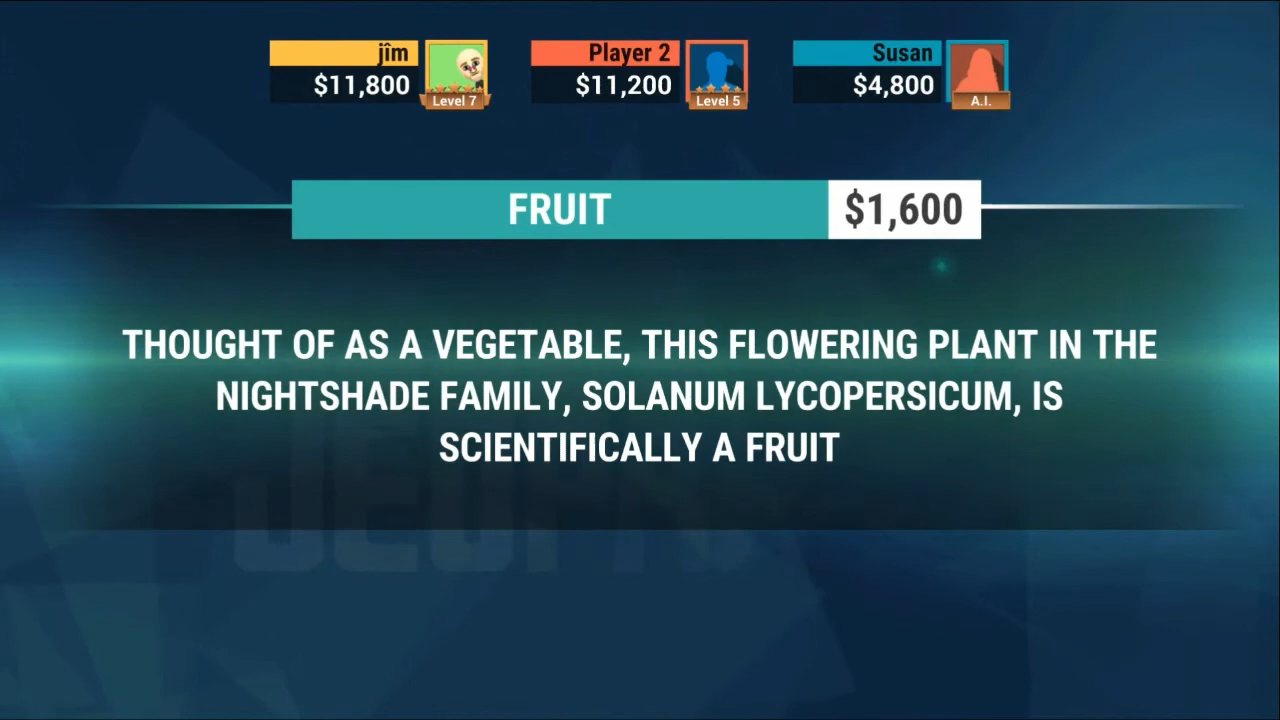 jîm
$11,800
Level 7
Player 2
$11,200
Level 5
Susan
$4,800
A.I.
FRUIT $1,600
THOUGHT OF AS A VEGETABLE, THIS FLOWERING PLANT IN THE
NIGHTSHADE FAMILY, SOLANUM LYCOPERSICUM, IS
SCIENTIFICALLY A FRUIT